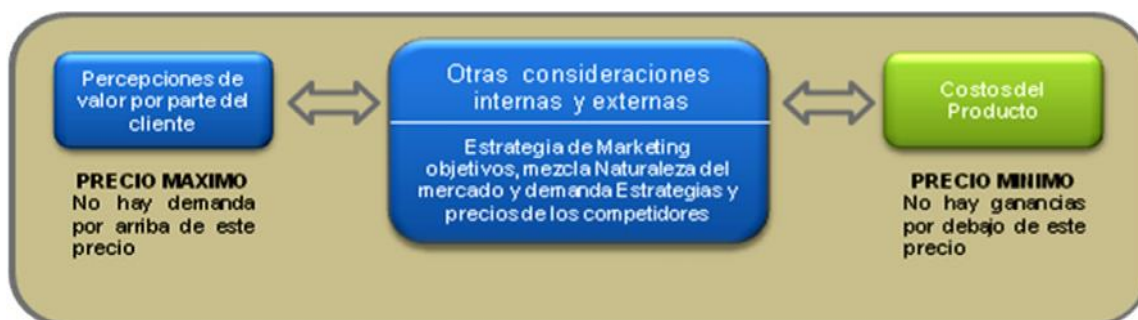 Percepciones de
valor por parte del
cliente
PRECIO MAXIMO
No hay demanda
por arriba de este
precio
Otras consideraciones
internas y externas
Estrategia de Marketing
objetivos, mezcla Naturaleza del
mercado y demanda Estrategias y
precios de los competidores
Costos del
Producto
PRECIO MINIMO
No hay ganancias
por debajo de este
precio